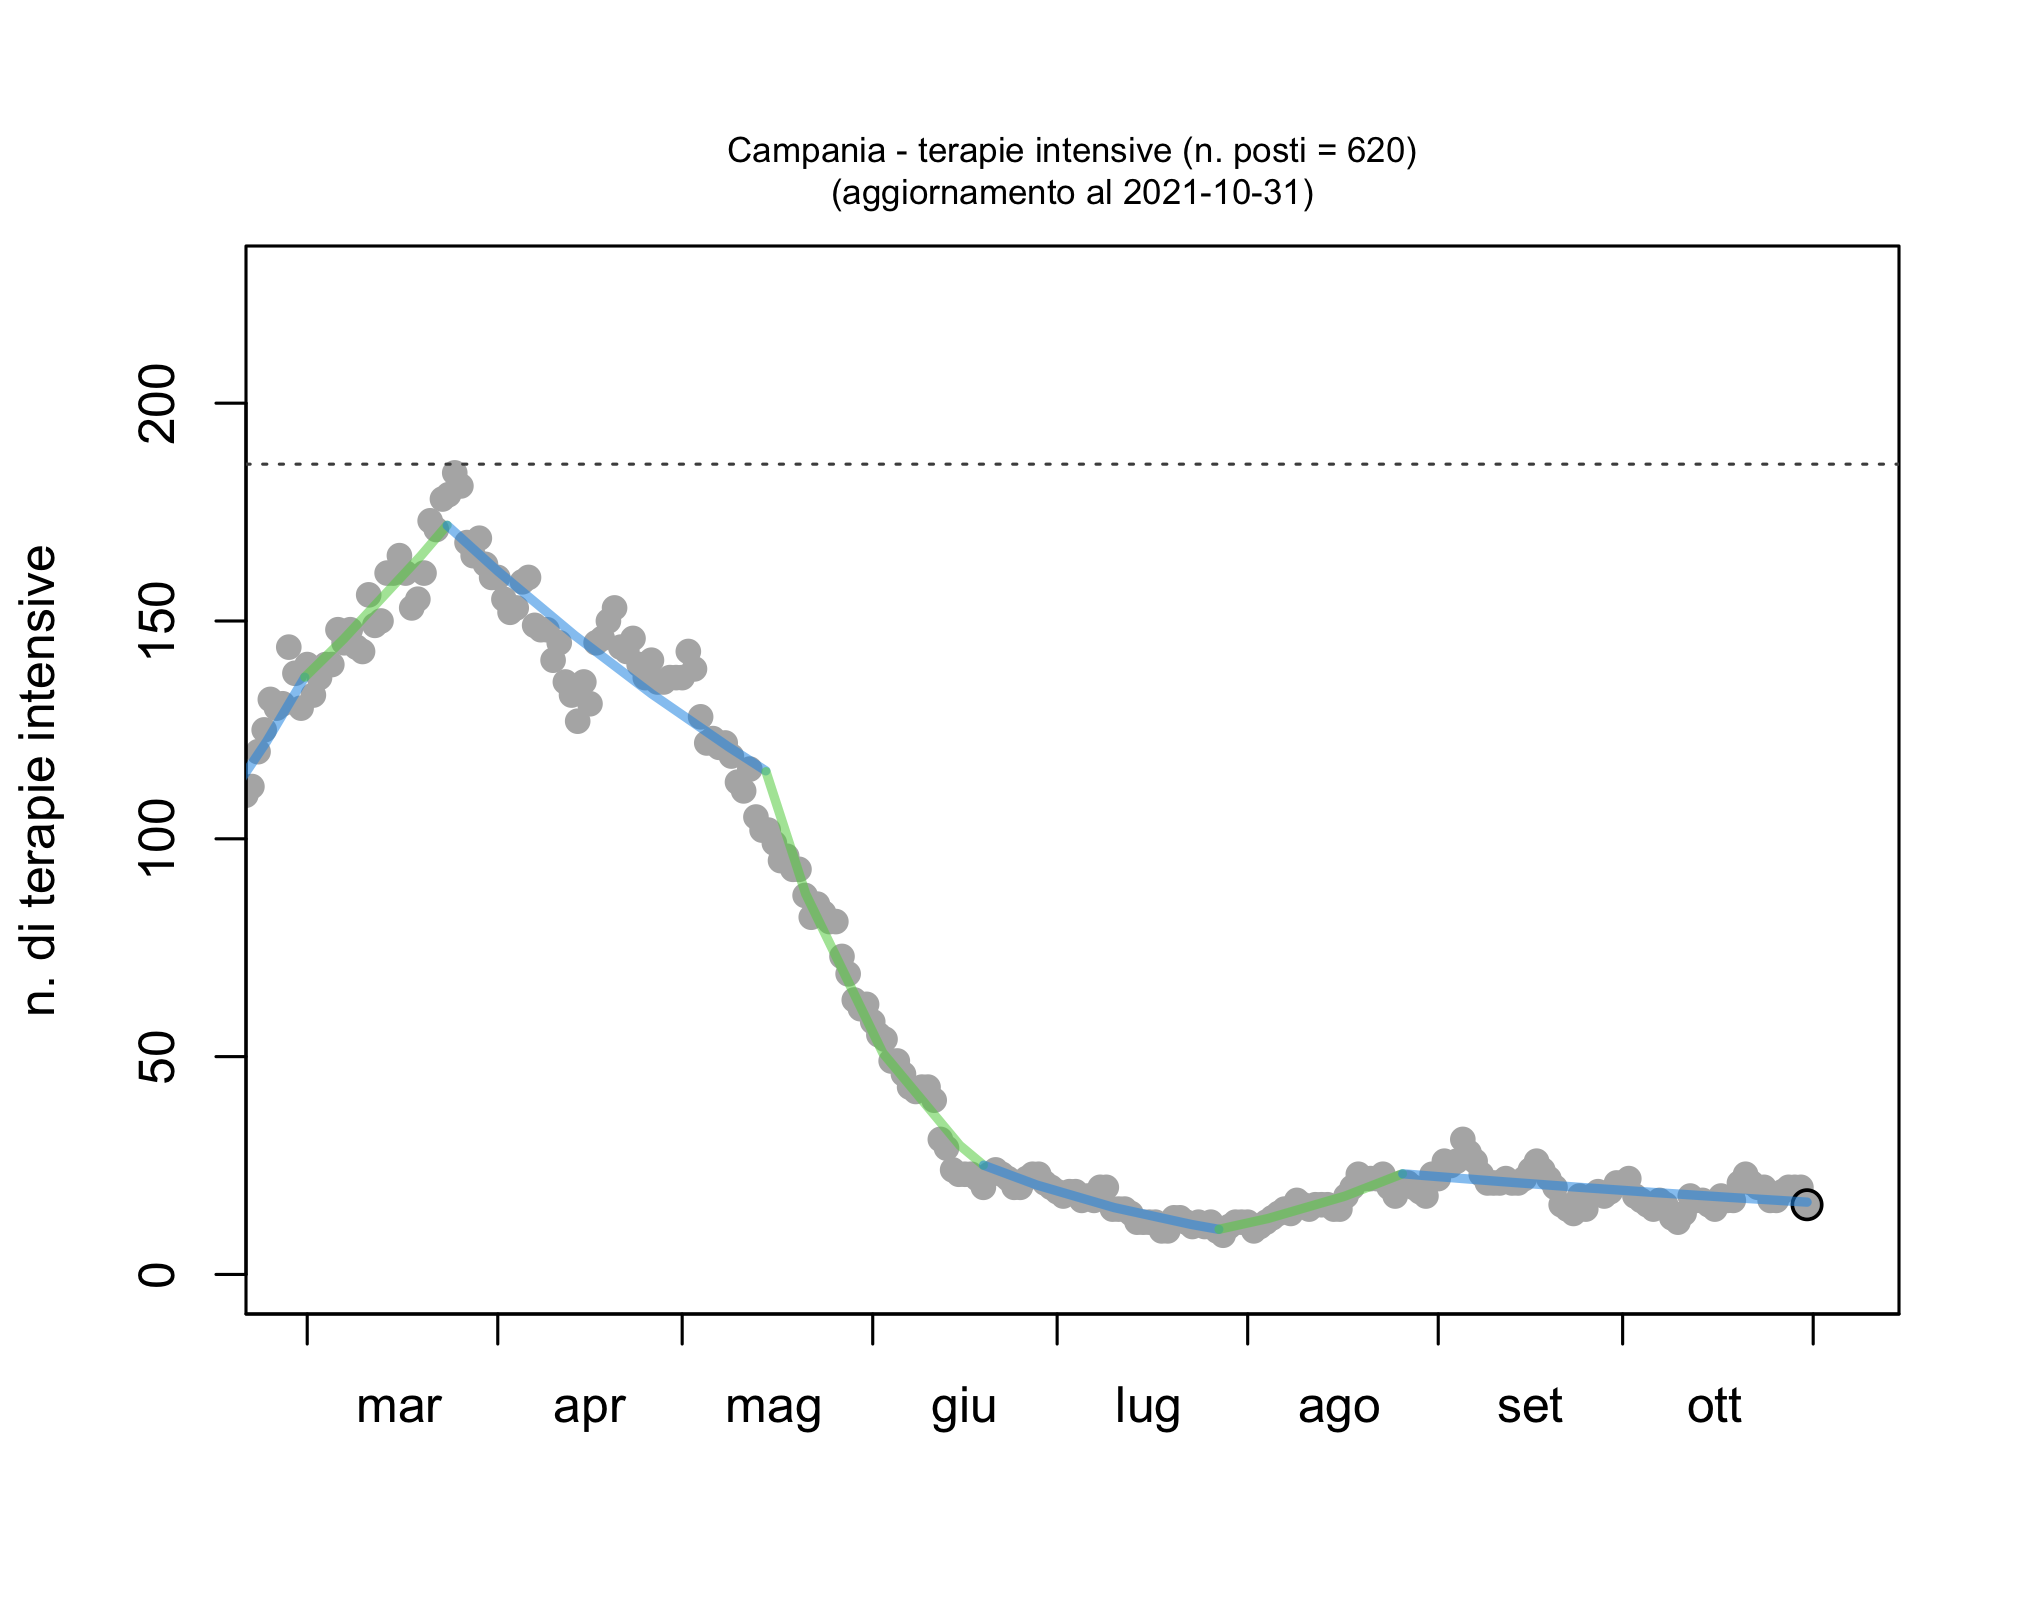 Campania - terapie intensive (n. posti = 620)
(aggiornamento al 2021-10-31)
n. di terapie intensive
200
150
100
50
0
mar apr mag giu lug ago set ott